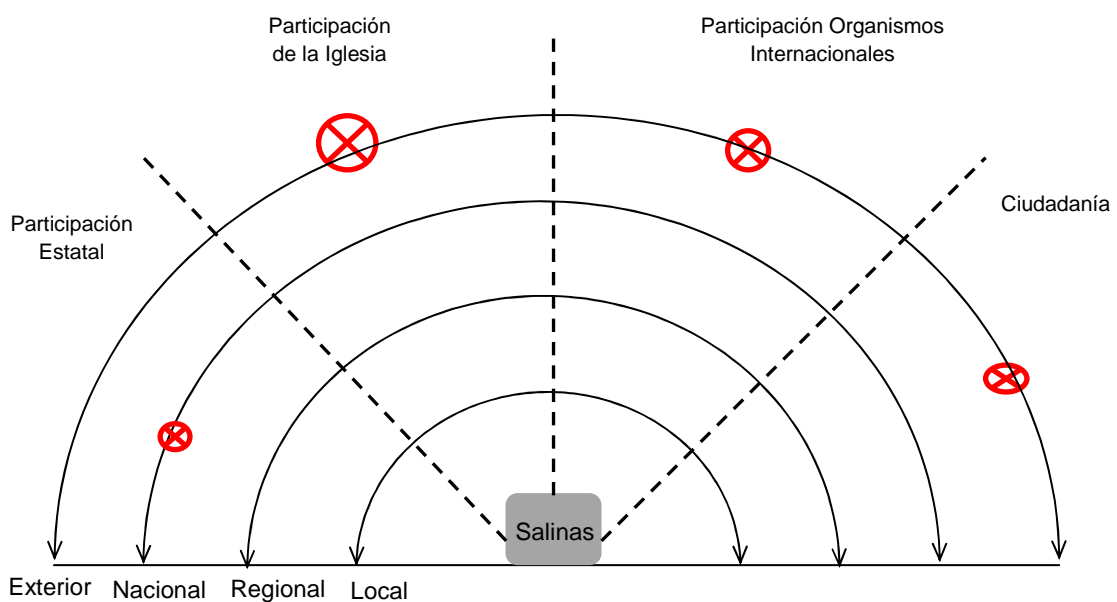 Participación
de la Iglesia
Participación Organismos
Internacionales
Participación
Estatal
Ciudadanía
Salinas
Exterior
Nacional
Regional
Local